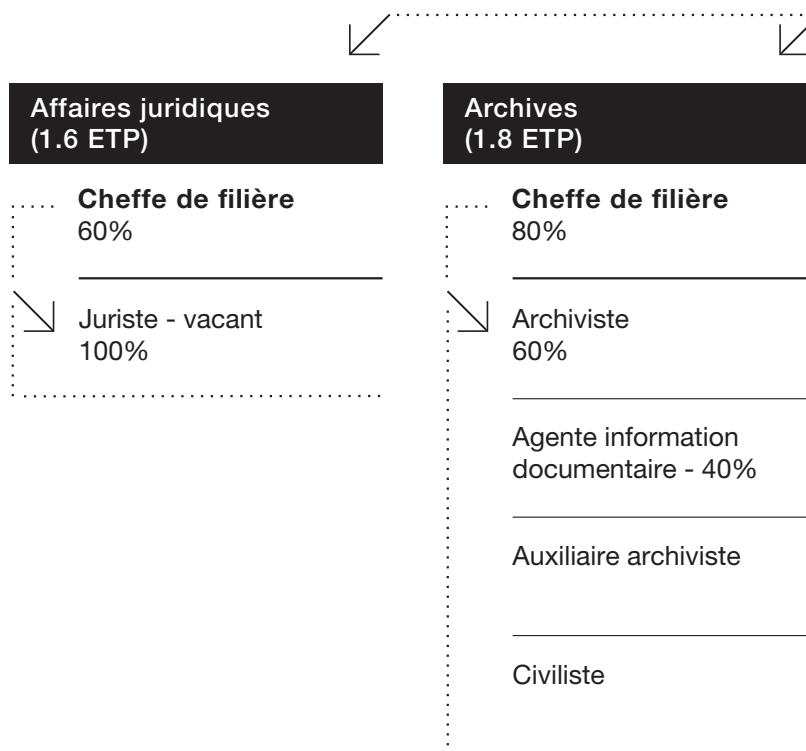 Affaires juridiques
(1.6 ETP)
Cheffe de filière
60%
Juriste - vacant
100%
Archives
(1.8 ETP)
Cheffe de filière
80%
Archiviste
60%
Agente information
documentaire - 40%
Auxiliaire archiviste
Civiliste